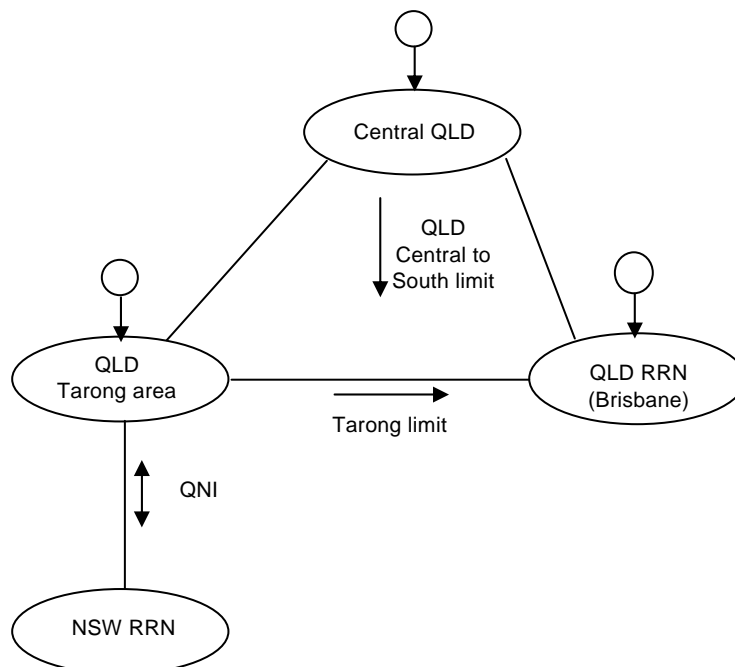 Central QLD
QLD
Central to
South limit
QLD
Tarong area
QLD RRN
(Brisbane)
Tarong limit
QNI
NSW RRN